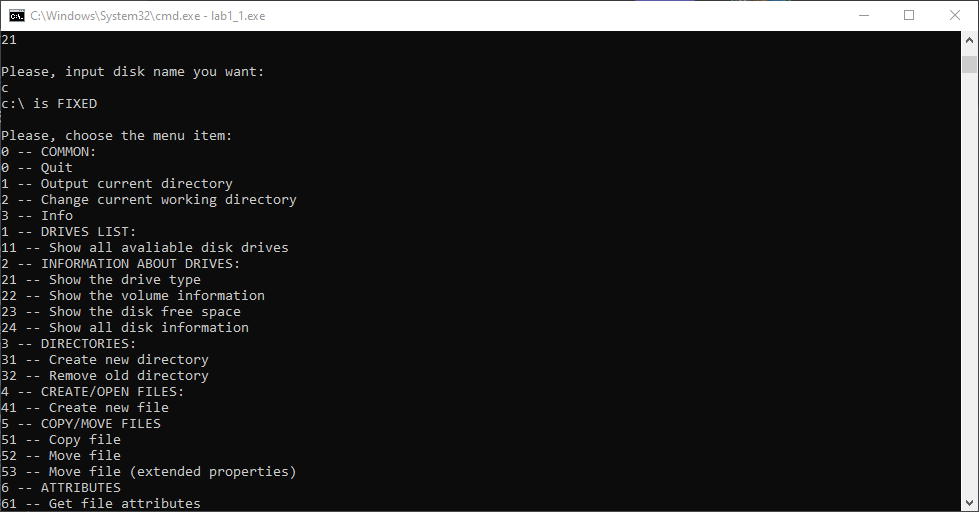 C:\Windows\System32\cmd.exe - lab1_1.exe
21
Please, input disk name you want:
c
c:\ is FIXED
Please, choose the menu item:
0 -- COMMON:
0 -- Quit
1 -- Output current directory
2 -- Change current working directory
3 -- Info
1 -- DRIVES LIST:
11 -- Show all avaliable disk drives
2 -- INFORMATION ABOUT DRIVES:
21 -- Show the drive type
22 -- Show the volume information
23 -- Show the disk free space
24 -- Show all disk information
3 -- DIRECTORIES:
31 -- Create new directory
32 -- Remove old directory
4 -- CREATE/OPEN FILES:
41 -- Create new file
5 -- COPY/MOVE FILES
51 -- Copy file
52 -- Move file
53 -- Move file (extended properties)
6 -- ATTRIBUTES
61 -- Get file attributes